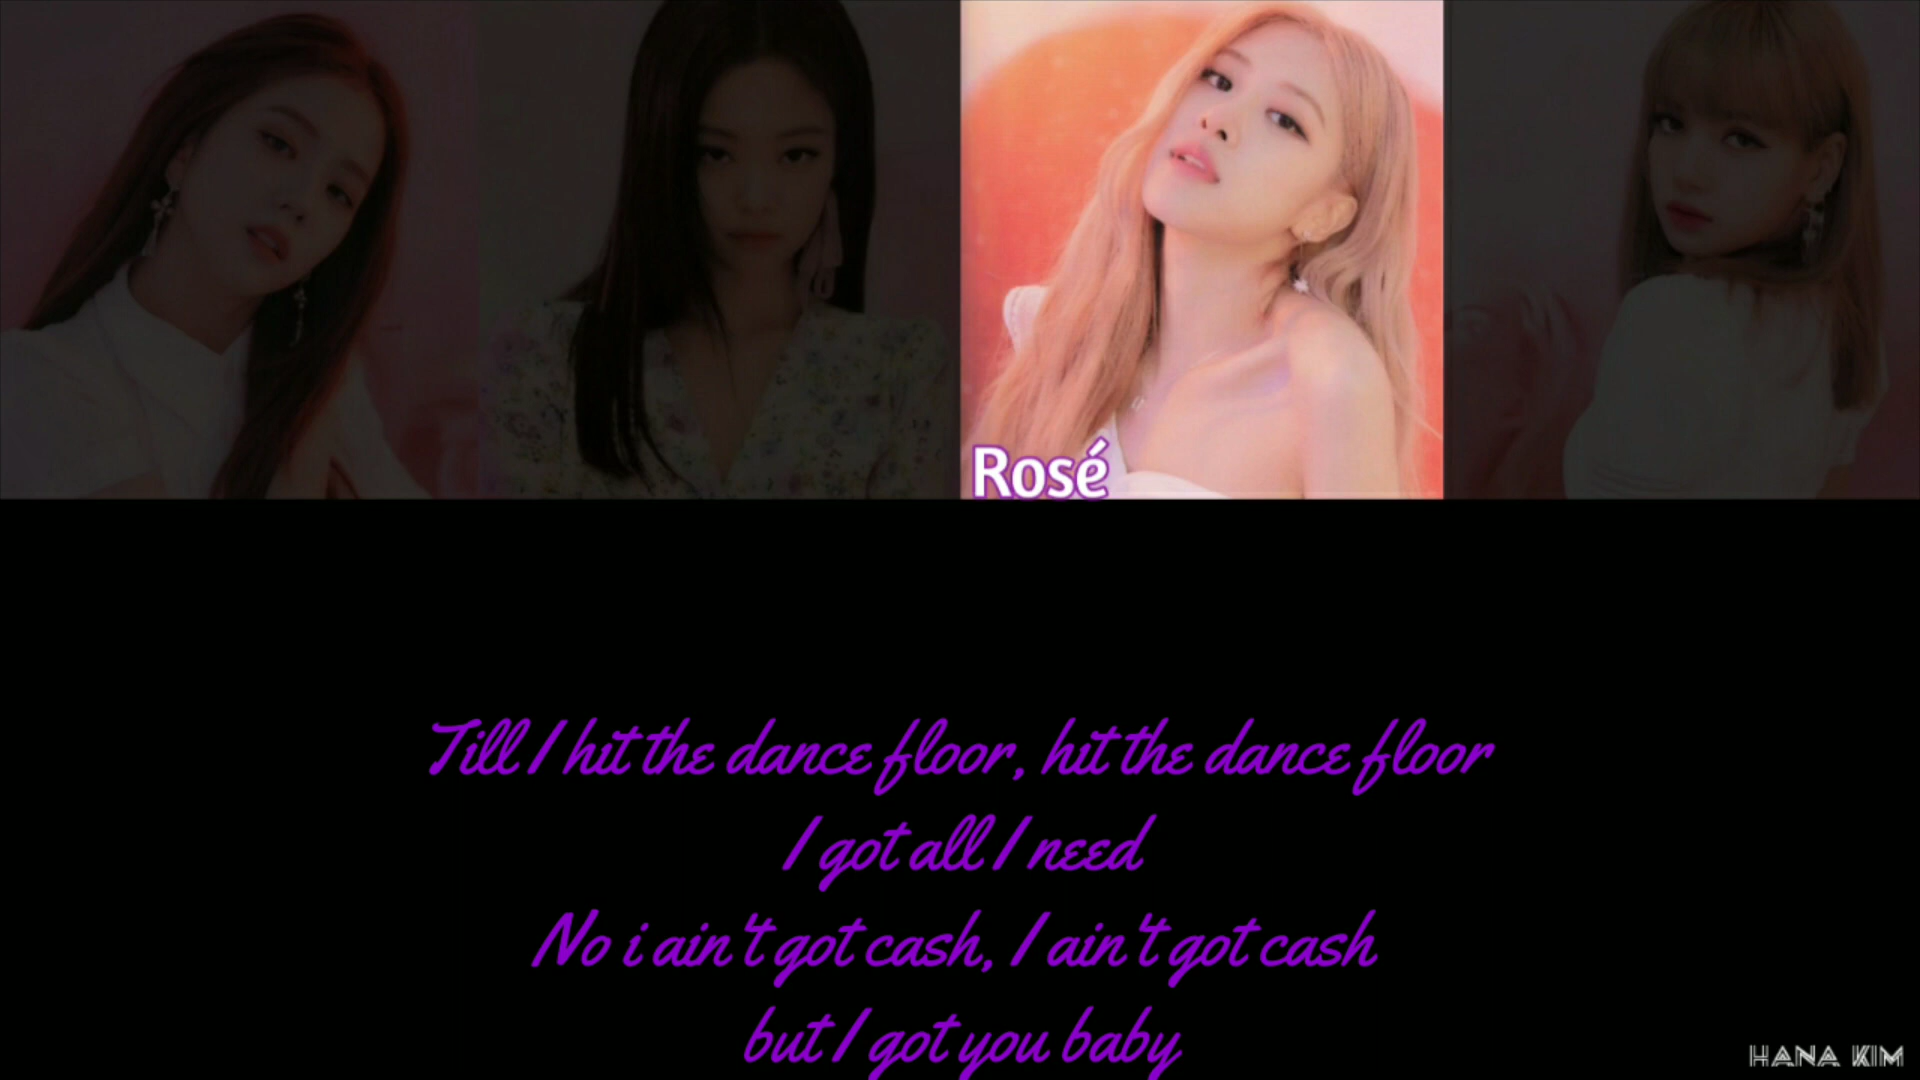 Rosé
Till I hit the dance floor, hit the dance floor
I got all I need
No i ain't got cash, I ain't got cash
but I got you baby
HANA KIM